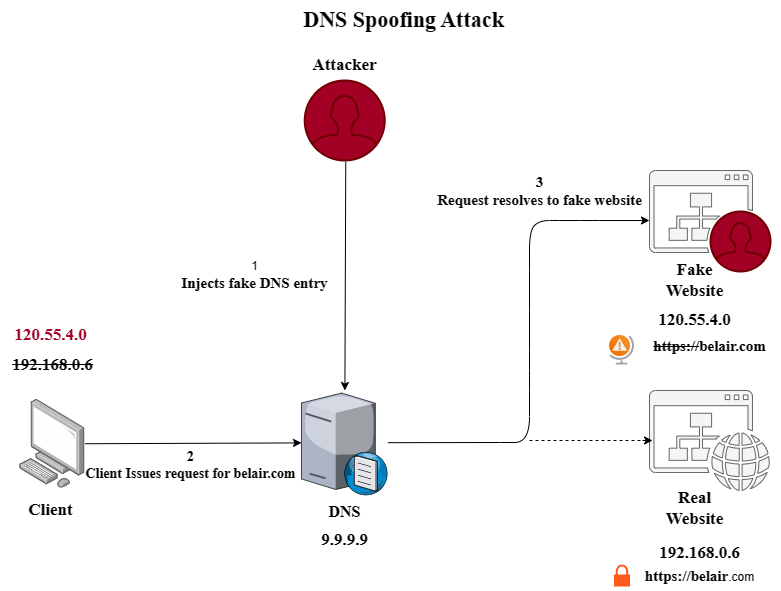 DNS Spoofing Attack
Attacker
3
Request resolves to fake website
1
Injects fake DNS entry
Fake
Website
120.55.4.0
https://belair.com
120.55.4.0
192.168.0.6
2
Client Issues request for belair.com
Client
DNS
9.9.9.9
Real
Website
192.168.0.6
https://belair.com